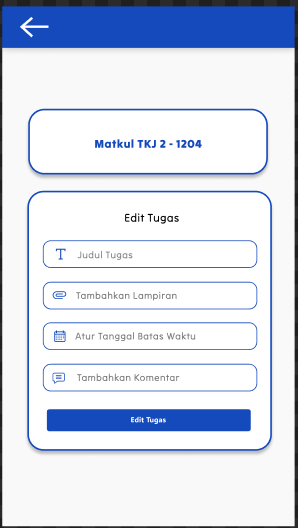 Matkul TKJ 2 - 1204
Edit Tugas
Judul Tugas
Tambahkan Lampiran
Atur Tanggal Batas Waktu
Tambahkan Komentar
Edit Tugas